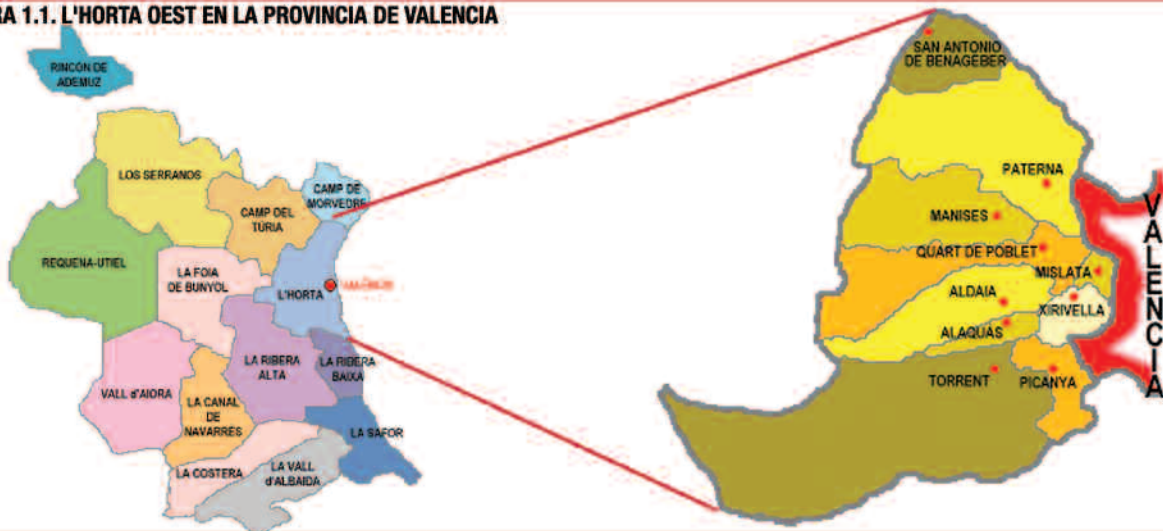 RA 1.1. L'HORTA OEST EN LA PROVINCIA DE VALENCIA
RINCÓN DE
ADEMUZ
LOS SERRANOS
CAMP DE
MORVEDRE
CAMP DEL
TÚRIA
REQUENA-UTIEL
LA FOIA
DE BUNYOL
L'HORTA
LA RIBERA
ALTA
LA RIBERA
BAIXA
VALL d'AIORA
LA CANAL
DE
NAVARRÉS
LA SAFOR
LA COSTERA
LA VALL
d'ALBAIDA
SAN ANTONIO
DE BENAGÉBER
PATERNA
MANISES
QUART DE POBLET
MISLATA
ALDAIA
XIRIVELLA
ALAQUAS
TORRENT
PICANYA
VALENCIA